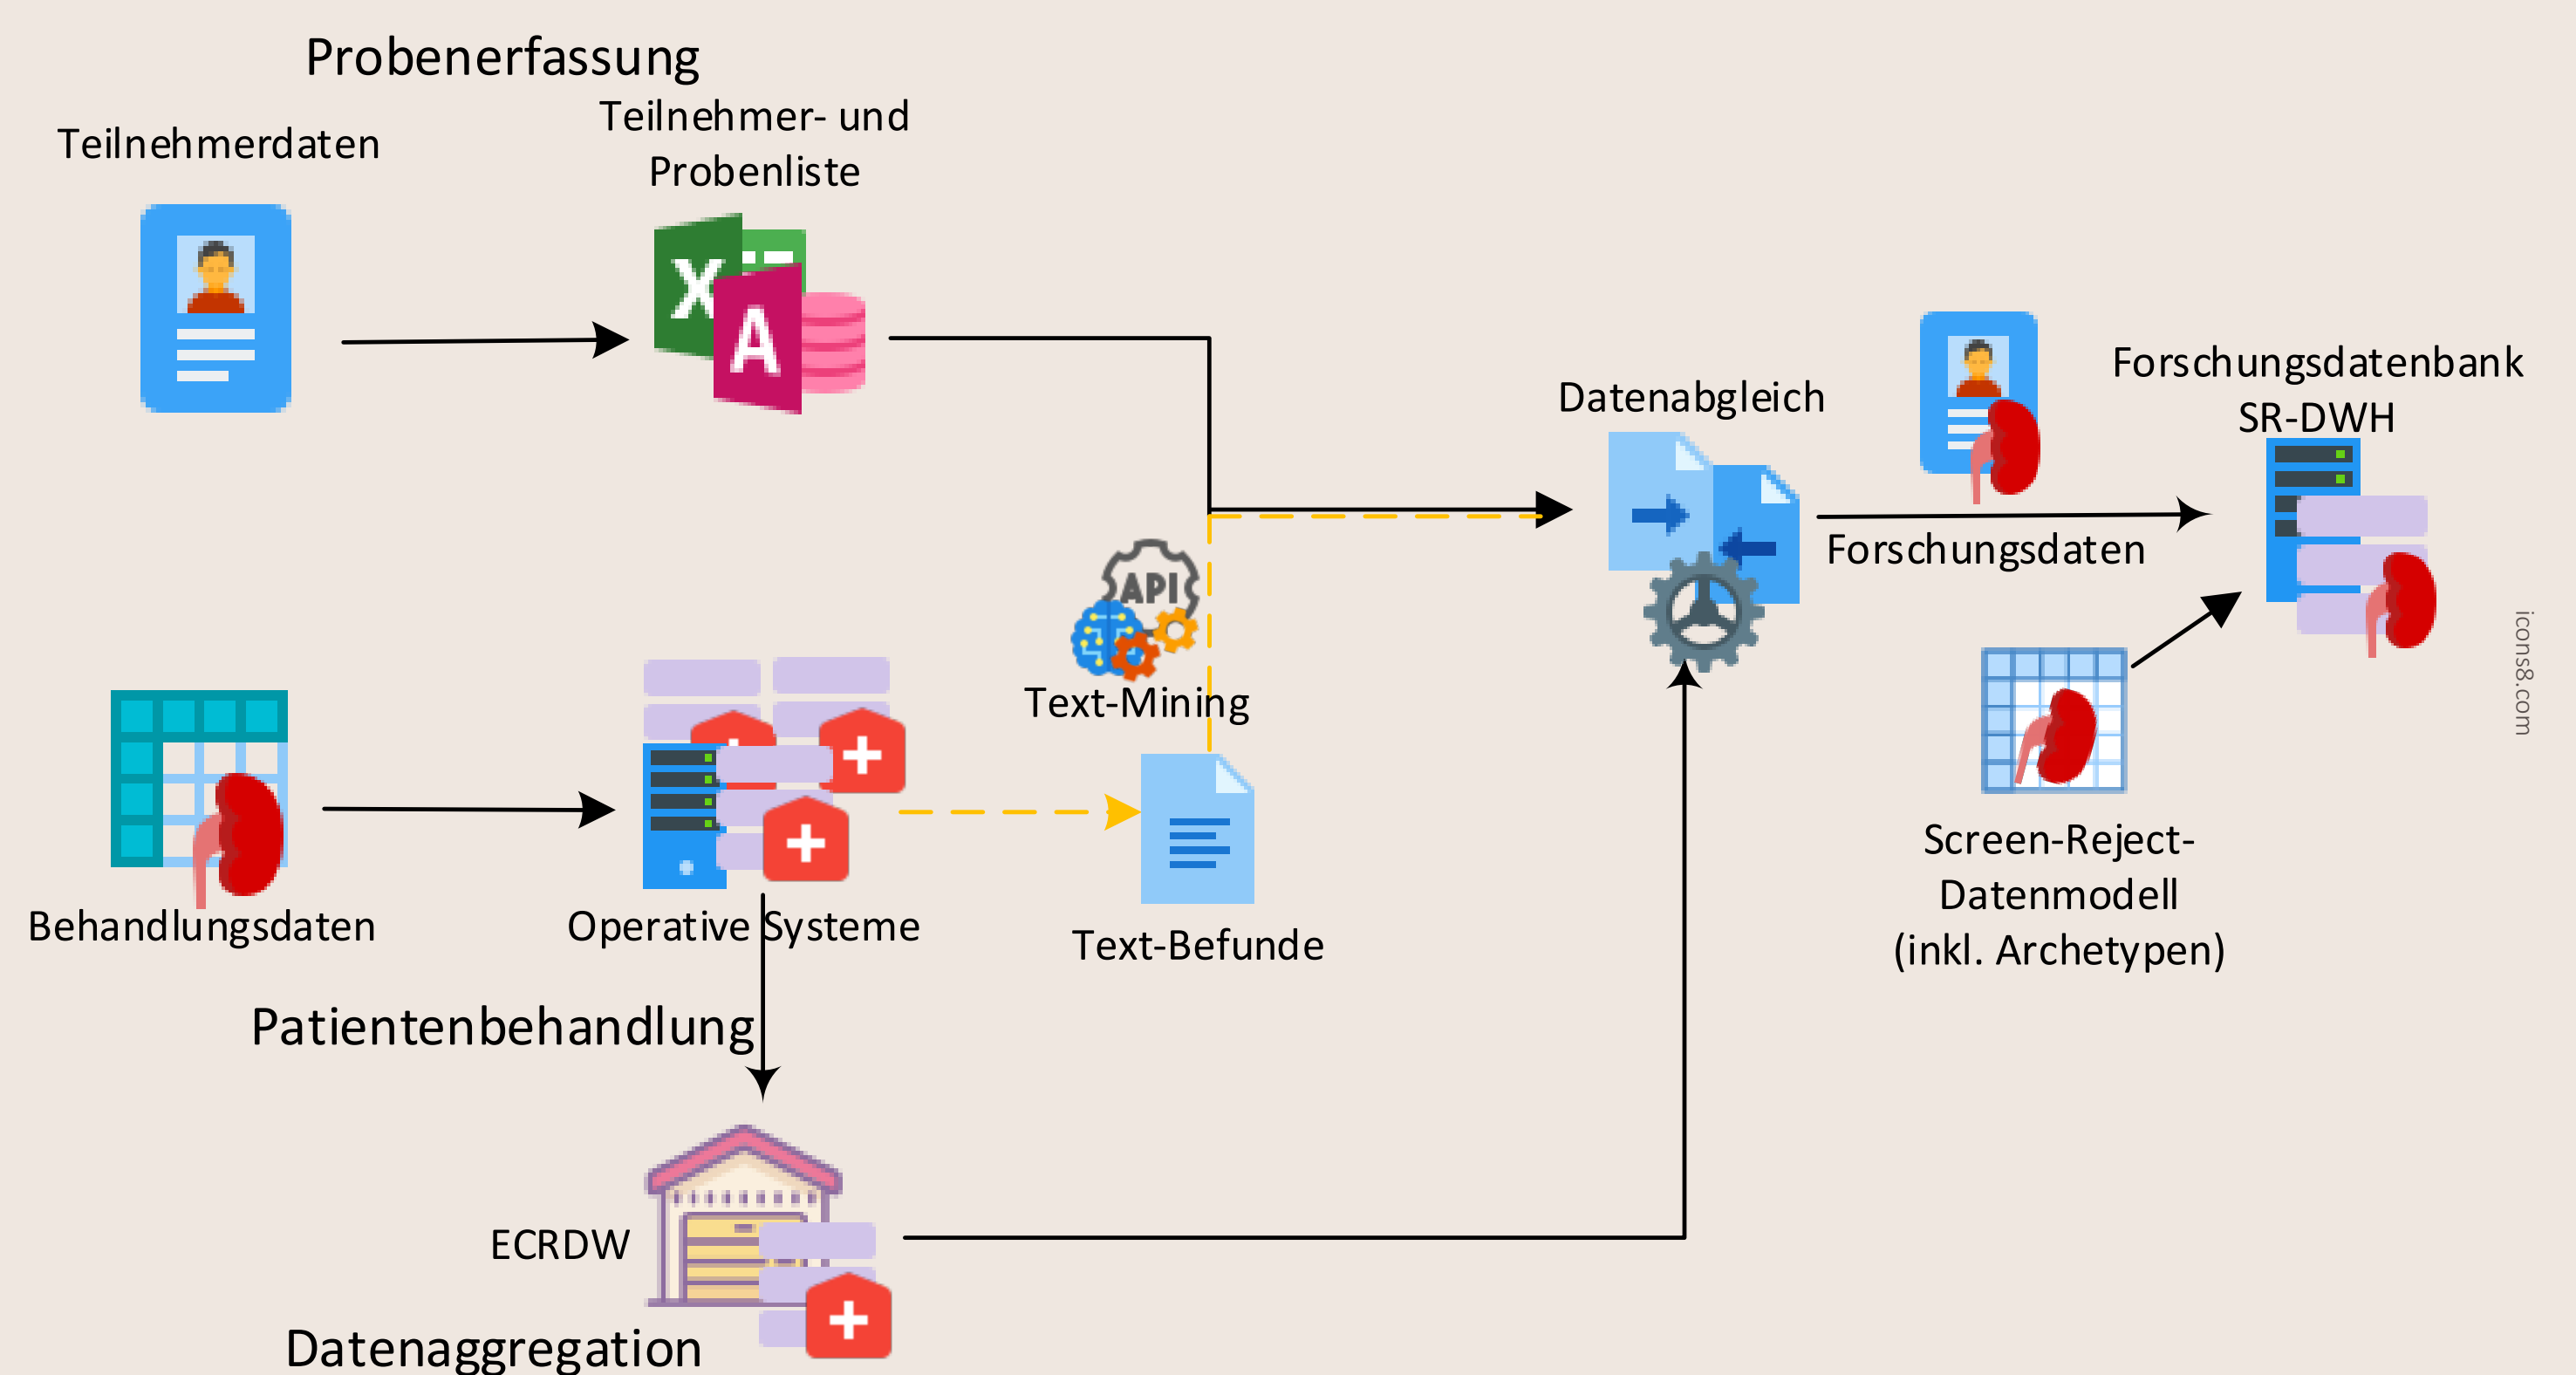 Probenerfassung
Teilnehmerdaten
Teilnehmer- und
Probenliste
X
A
Datenabgleich
Forschungsdatenbank
SR-DWH
Forschungsdaten
API
Text-Mining
Behandlungsdaten
Operative Systeme
Text-Befunde
Screen-Reject-
Datenmodell
(inkl. Archetypen)
Patientenbehandlung
ECRDW
Datenaggregation
icons8.com